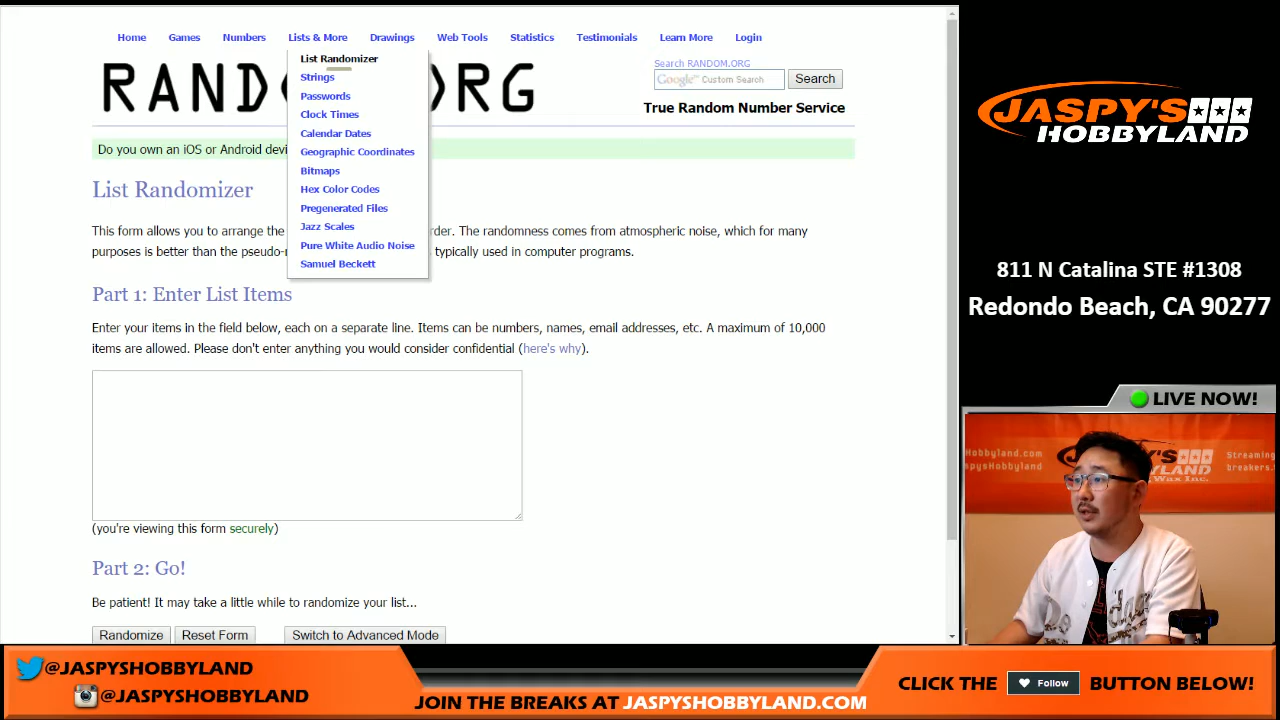 Home Games Numbers Lists & More Drawings Web Tools Statistics Testimonials Learn More Login
List Randomizer
Strings
Passwords
Clock Times
Calendar Dates
Geographic Coordinates
Bitmaps
Hex Color Codes
Pregenerated Files
Jazz Scales
Pure White Audio Noise
Samuel Beckett
RAND ORG
Search RANDOM.ORG
Google Custom Search Search
True Random Number Service
Do you own an iOS or Android devi
List Randomizer
This form allows you to arrange the rder. The randomness comes from atmospheric noise, which for many
purposes is better than the pseudo- typically used in computer programs.
Part 1: Enter List Items
Enter your items in the field below, each on a separate line. Items can be numbers, names, email addresses, etc. A maximum of 10,000
items are allowed. Please don't enter anything you would consider confidential (here's why).
(you're viewing this form securely)
Part 2: Go!
Be patient! It may take a little while to randomize your list...
Randomize Reset Form Switch to Advanced Mode
JASPY'S
HOBBYLAND
811 N Catalina STE #1308
Redondo Beach, CA 90277
LIVE NOW!
Hobbyland.com
spysHobbyland
Streaming
breakers.
@JASPYSHOBBYLAND
@JASPYSHOBBYLAND
JOIN THE BREAKS AT JASPYSHOBBYLAND.COM
CLICK THE Follow BUTTON BELOW!